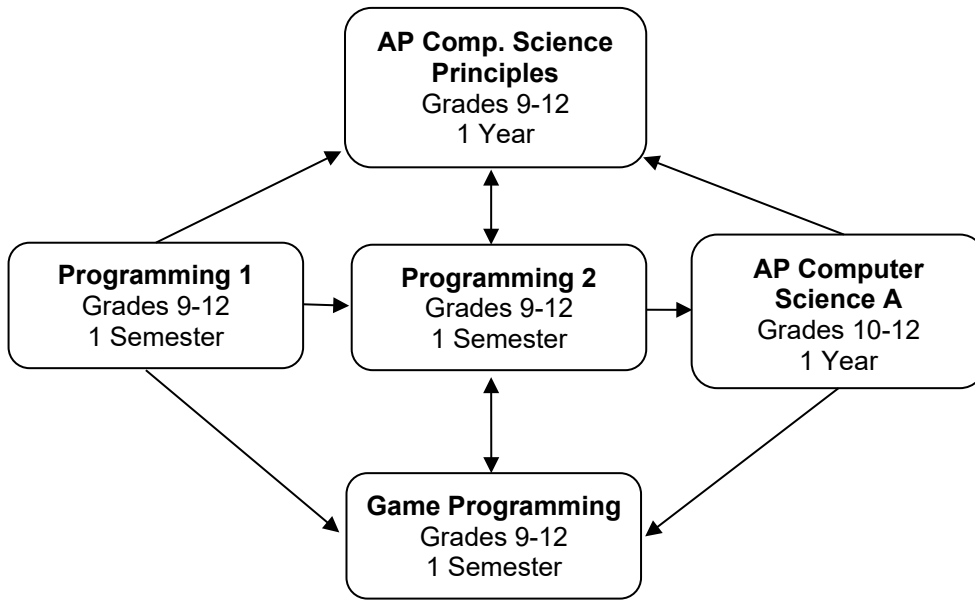 AP Comp. Science
Principles
Grades 9-12
1 Year
Programming 1
Grades 9-12
1 Semester
Programming 2
Grades 9-12
1 Semester
AP Computer
Science A
Grades 10-12
1 Year
Game Programming
Grades 9-12
1 Semester